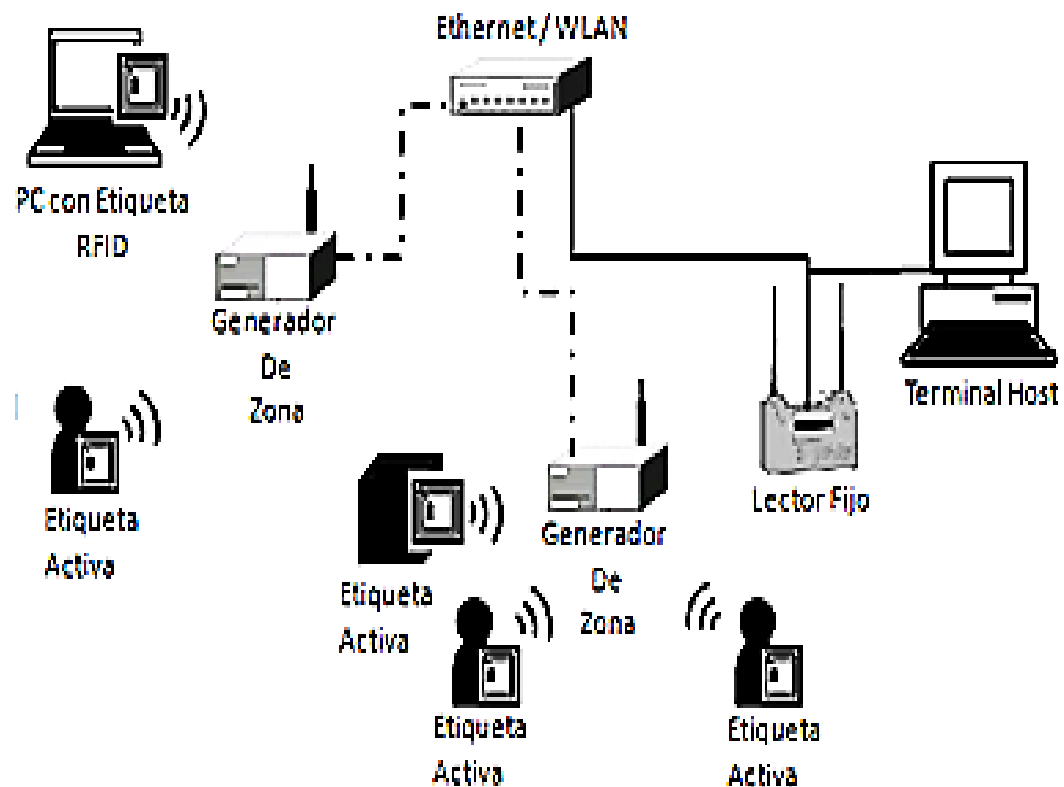 Ethernet / WLAN
PC con Etiqueta
RFID
Generador
De
Zona
Terminal Host
Lector Fijo
Etiqueta
Activa
Generador
De
Zona
Etiqueta
Activa
Etiqueta
Activa
Etiqueta
Activa